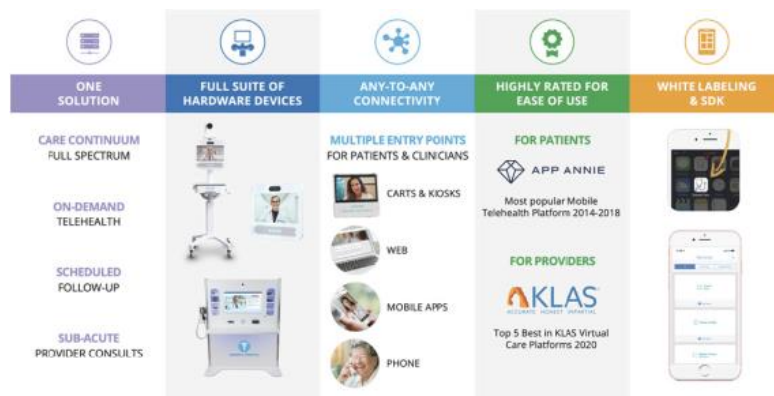 ONE
SOLUTION
FULL SUITE OF
HARDWARE DEVICES
ANY-TO-ANY
CONNECTIVITY
HIGHLY RATED FOR
EASE OF USE
WHITE LABELING
& SDK
CARE CONTINUUM
FULL SPECTRUM
ON-DEMAND
TELEHEALTH
SCHEDULED
FOLLOW-UP
SUB-ACUTE
PROVIDER CONSULTS
MULTIPLE ENTRY POINTS
FOR PATIENTS & CLINICIANS
CARTS & KIOSKS
WEB
MOBILE APPS
PHONE
FOR PATIENTS
APP ANNIE
Most popular Mobile
Telehealth Platform 2014-2018
FOR PROVIDERS
KLAS
ACCURATE HONEST IMPARTIAL
Top 5 Best in KLAS Virtual
Care Platforms 2020